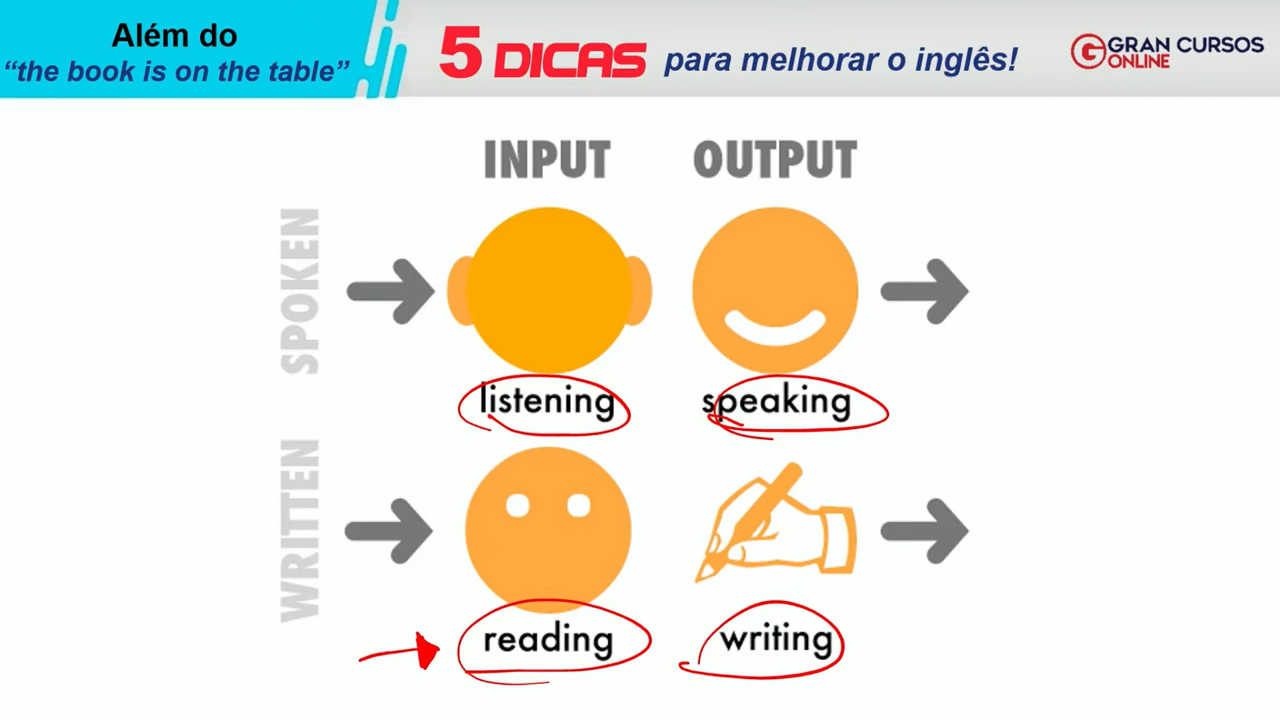 Além do
“the book is on the table”
5 DICAS para melhorar o inglês!
GRAN CURSOS
ONLINE
INPUT OUTPUT
SPOKEN
listening speaking
WRITTEN
reading writing